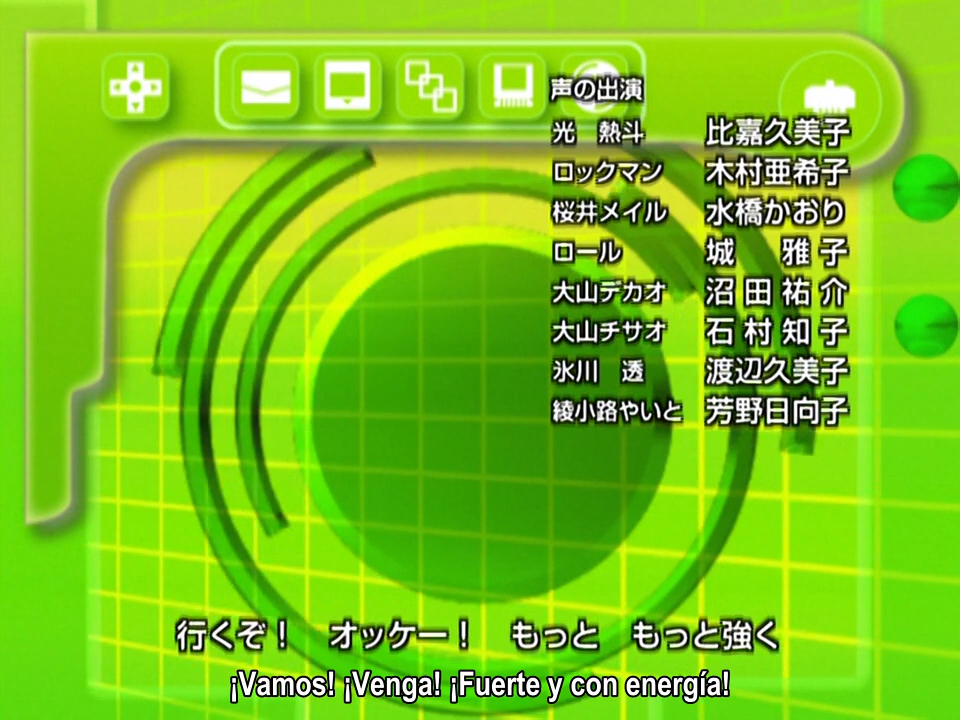 声の出演
光　熱斗　比嘉久美子
ロックマン　木村亜希子
桜井メイル　水橋かおり
ロール　城　雅子
大山デカオ　沼田祐介
大山チサオ　石村知子
氷川　透　渡辺久美子
綾小路やいと　芳野日向子
行くぞ！　オッケー！　もっと　もっと強く
¡Vamos! ¡Venga! ¡Fuerte y con energía!